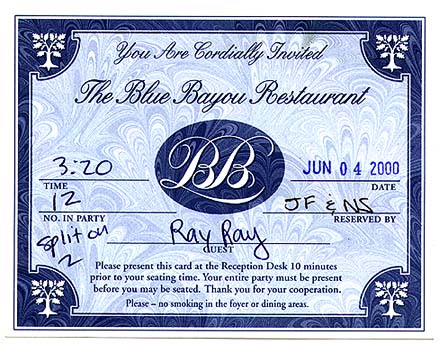 You Are Cordially Invited
The Blue Bayou Restaurant
BB
3:20
JUN 04 2000
TIME
DATE
12
JF & NS
NO. IN PARTY
RESERVED BY
Split on
2
Ray Ray
GUEST
Please present this card at the Reception Desk 10 minutes
prior to your seating time. Your entire party must be present
before you may be seated. Thank you for your cooperation.
Please – no smoking in the foyer or dining areas.